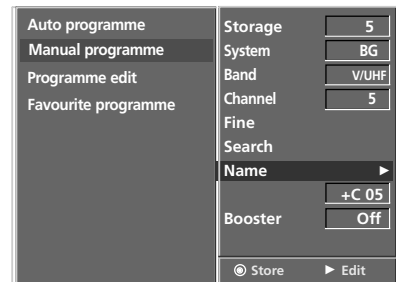 Auto programme
Manual programme
Programme edit
Favourite programme
Storage 5
System BG
Band V/UHF
Channel 5
Fine
Search
Name ►
+C 05
Booster Off
◉ Store ► Edit